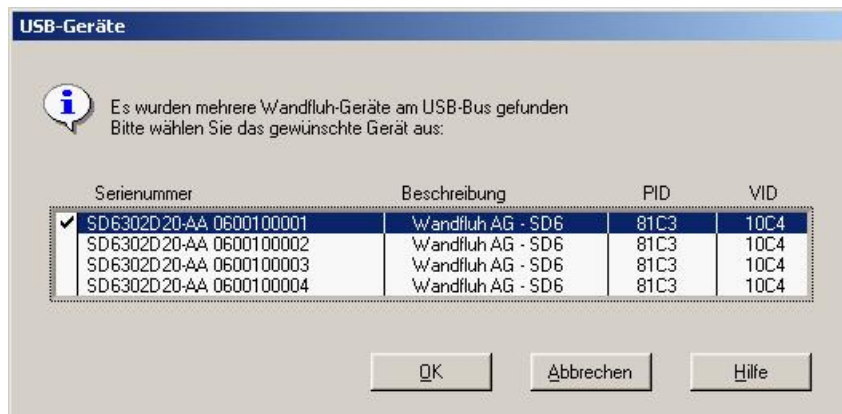 USB-Geräte
Es wurden mehrere Wandfluh-Geräte am USB-Bus gefunden
Bitte wählen Sie das gewünschte Gerät aus:
Serienummer Beschreibung PID VID
SD6302D20-AA 0600100001 Wandfluh AG - SD6 81C3 10C4
SD6302D20-AA 0600100002 Wandfluh AG - SD6 81C3 10C4
SD6302D20-AA 0600100003 Wandfluh AG - SD6 81C3 10C4
SD6302D20-AA 0600100004 Wandfluh AG - SD6 81C3 10C4
OK Abbrechen Hilfe